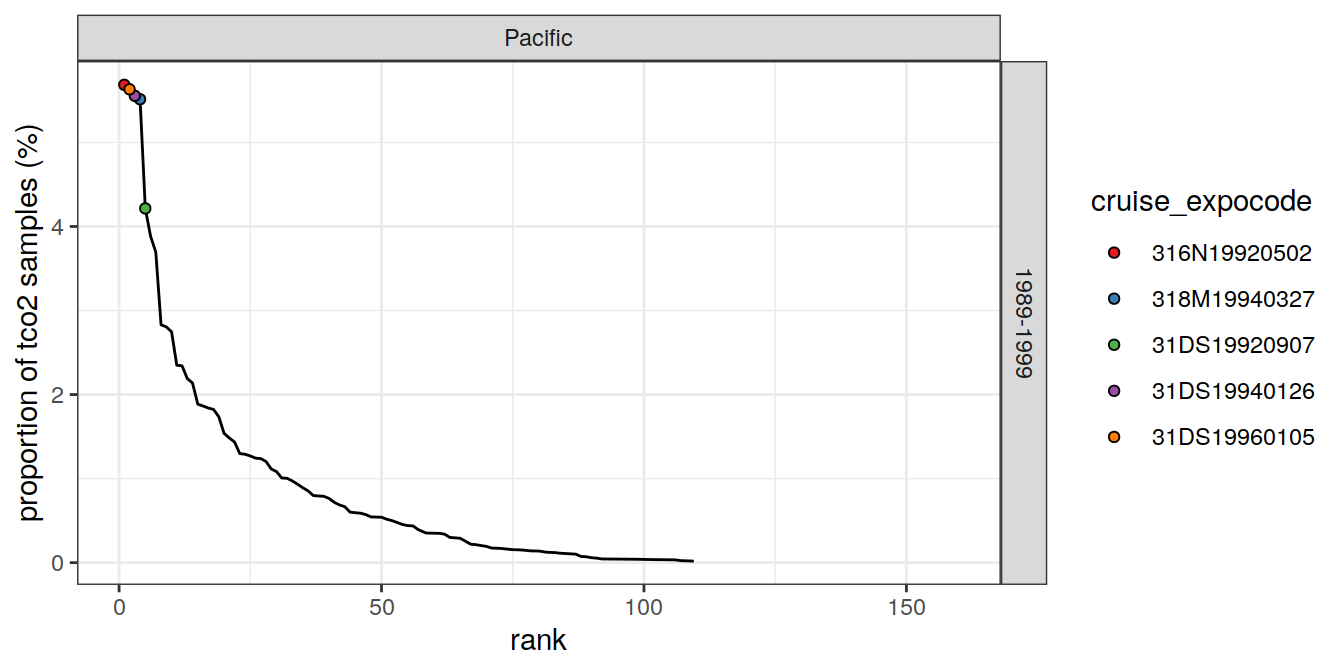 Pacific
proportion of tco2 samples (%)
4
2
0
0
50
100
150
rank
1989-1999
cruise_expocode
316N19920502
318M19940327
31DS19920907
31DS19940126
31DS19960105